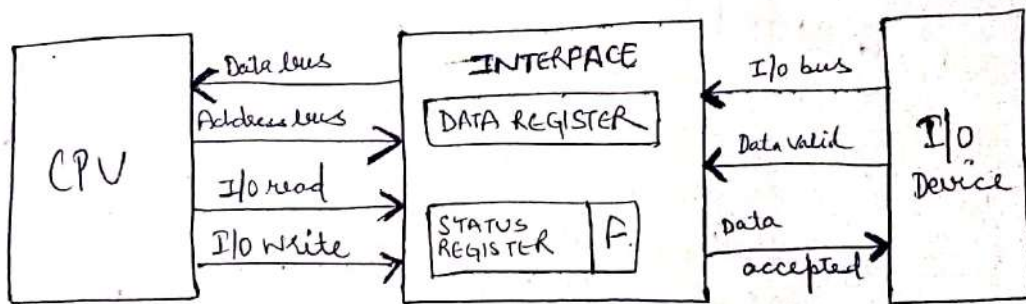 CPU
Data bus
Address bus
I/O read
I/O write
INTERFACE
DATA REGISTER
STATUS
REGISTER
F
I/O bus
Data valid
Data
accepted
I/O
Device